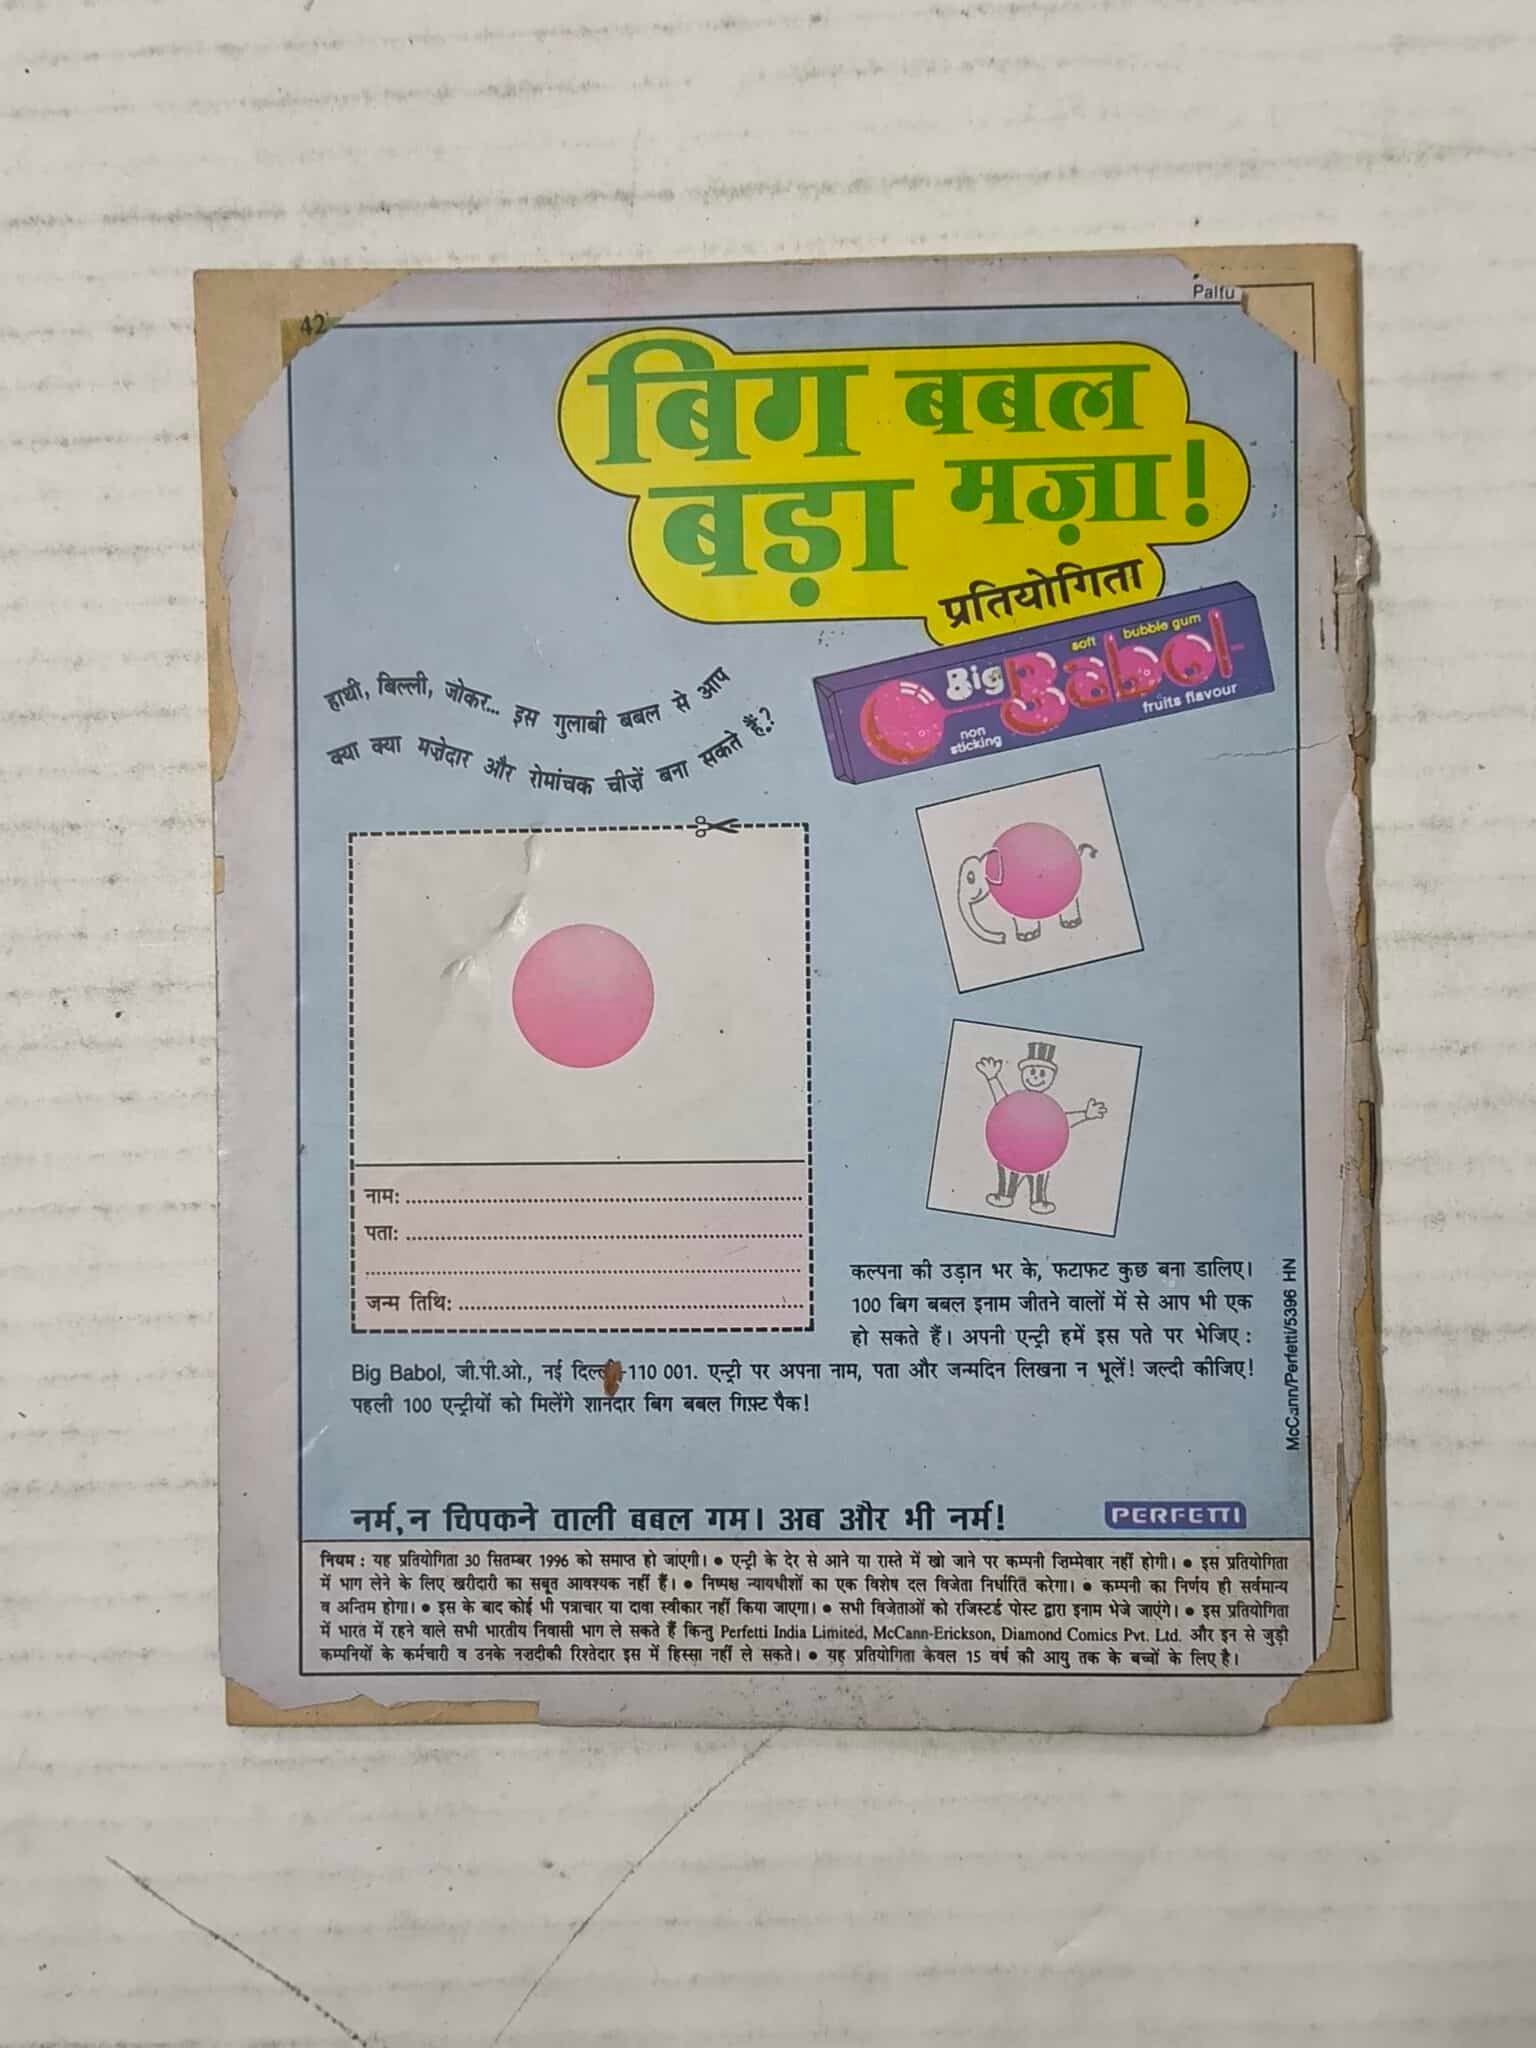 42
Palfu
बिग बबल
बड़ा मज़ा!
प्रतियोगिता
Big Babol
soft bubble gum
non sticking
fruits flavour
हाथी, बिल्ली, जोकर... इस गुलाबी बबल से आप
क्या क्या मज़ेदार और रोमांचक चीज़ें बना सकते हैं?
नाम:
पता:
जन्म तिथि:
कल्पना की उड़ान भर के, फटाफट कुछ बना डालिए।
100 बिग बबल इनाम जीतने वालों में से आप भी एक
हो सकते हैं। अपनी एन्ट्री हमें इस पते पर भेजिए :
Big Babol, जी.पी.ओ., नई दिल्ली-110 001. एन्ट्री पर अपना नाम, पता और जन्मदिन लिखना न भूलें! जल्दी कीजिए!
पहली 100 एन्ट्रीयों को मिलेंगे शानदार बिग बबल गिफ़्ट पैक!
McCann/Perfetti/5396 HN
नर्म, न चिपकने वाली बबल गम। अब और भी नर्म!
PERFETTI
नियम : यह प्रतियोगिता 30 सितम्बर 1996 को समाप्त हो जाएगी। • एन्ट्री के देर से आने या रास्ते में खो जाने पर कम्पनी ज़िम्मेवार नहीं होगी। • इस प्रतियोगिता
में भाग लेने के लिए खरीदारी का सबूत आवश्यक नहीं हैं। • निष्पक्ष न्यायधीशों का एक विशेष दल विजेता निर्धारित करेगा। • कम्पनी का निर्णय ही सर्वमान्य
व अन्तिम होगा। • इस के बाद कोई भी पत्राचार या दावा स्वीकार नहीं किया जाएगा। • सभी विजेताओं को रजिस्टर्ड पोस्ट द्वारा इनाम भेजे जाएंगे। • इस प्रतियोगिता
में भारत में रहने वाले सभी भारतीय निवासी भाग ले सकते हैं किन्तु Perfetti India Limited, McCann-Erickson, Diamond Comics Pvt. Ltd. और इन से जुड़ी
कम्पनियों के कर्मचारी व उनके नज़दीकी रिश्तेदार इस में हिस्सा नहीं ले सकते। • यह प्रतियोगिता केवल 15 वर्ष की आयु तक के बच्चों के लिए है।